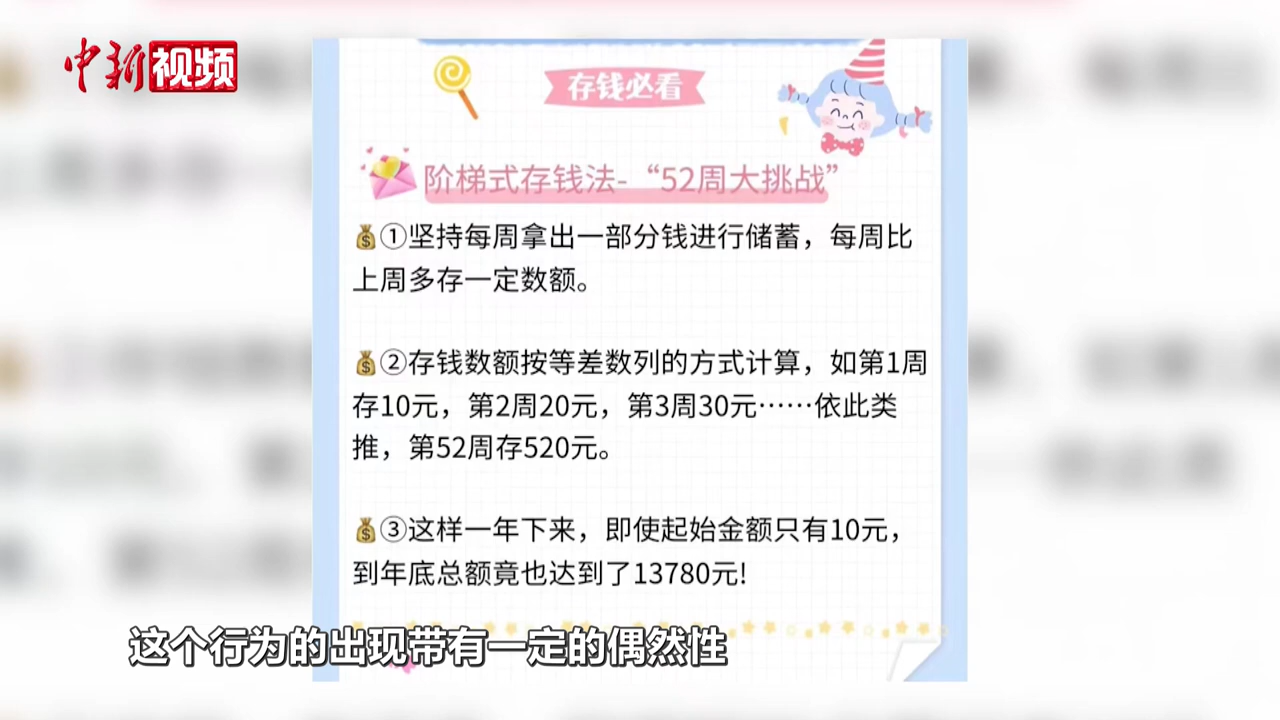 中新视频
存钱必看
阶梯式存钱法-“52周大挑战”
①坚持每周拿出一部分钱进行储蓄，每周比
上周多存一定数额。
②存钱数额按等差数列的方式计算，如第1周
存10元，第2周20元，第3周30元……依此类
推，第52周存520元。
③这样一年下来，即使起始金额只有10元，
到年底总额竟也达到了13780元!
这个行为的出现带有一定的偶然性